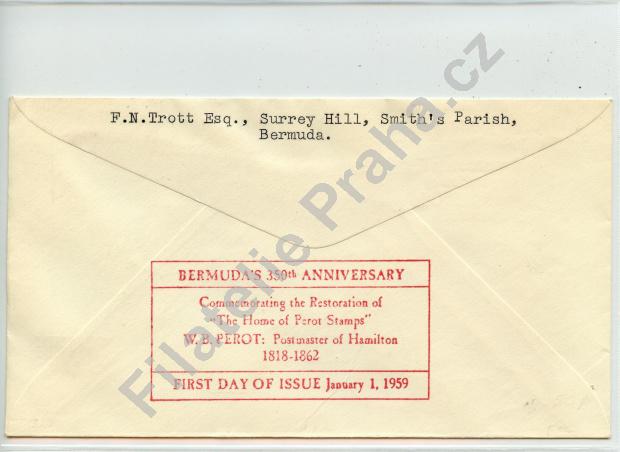 F.N.Trott Esq., Surrey Hill, Smith's Parish,
Bermuda.
BERMUDA'S 350th ANNIVERSARY
Commemorating the Restoration of
"The Home of Perot Stamps"
W. B. PEROT: Postmaster of Hamilton
1818-1862
FIRST DAY OF ISSUE January 1, 1959
Filatelie Praha.cz